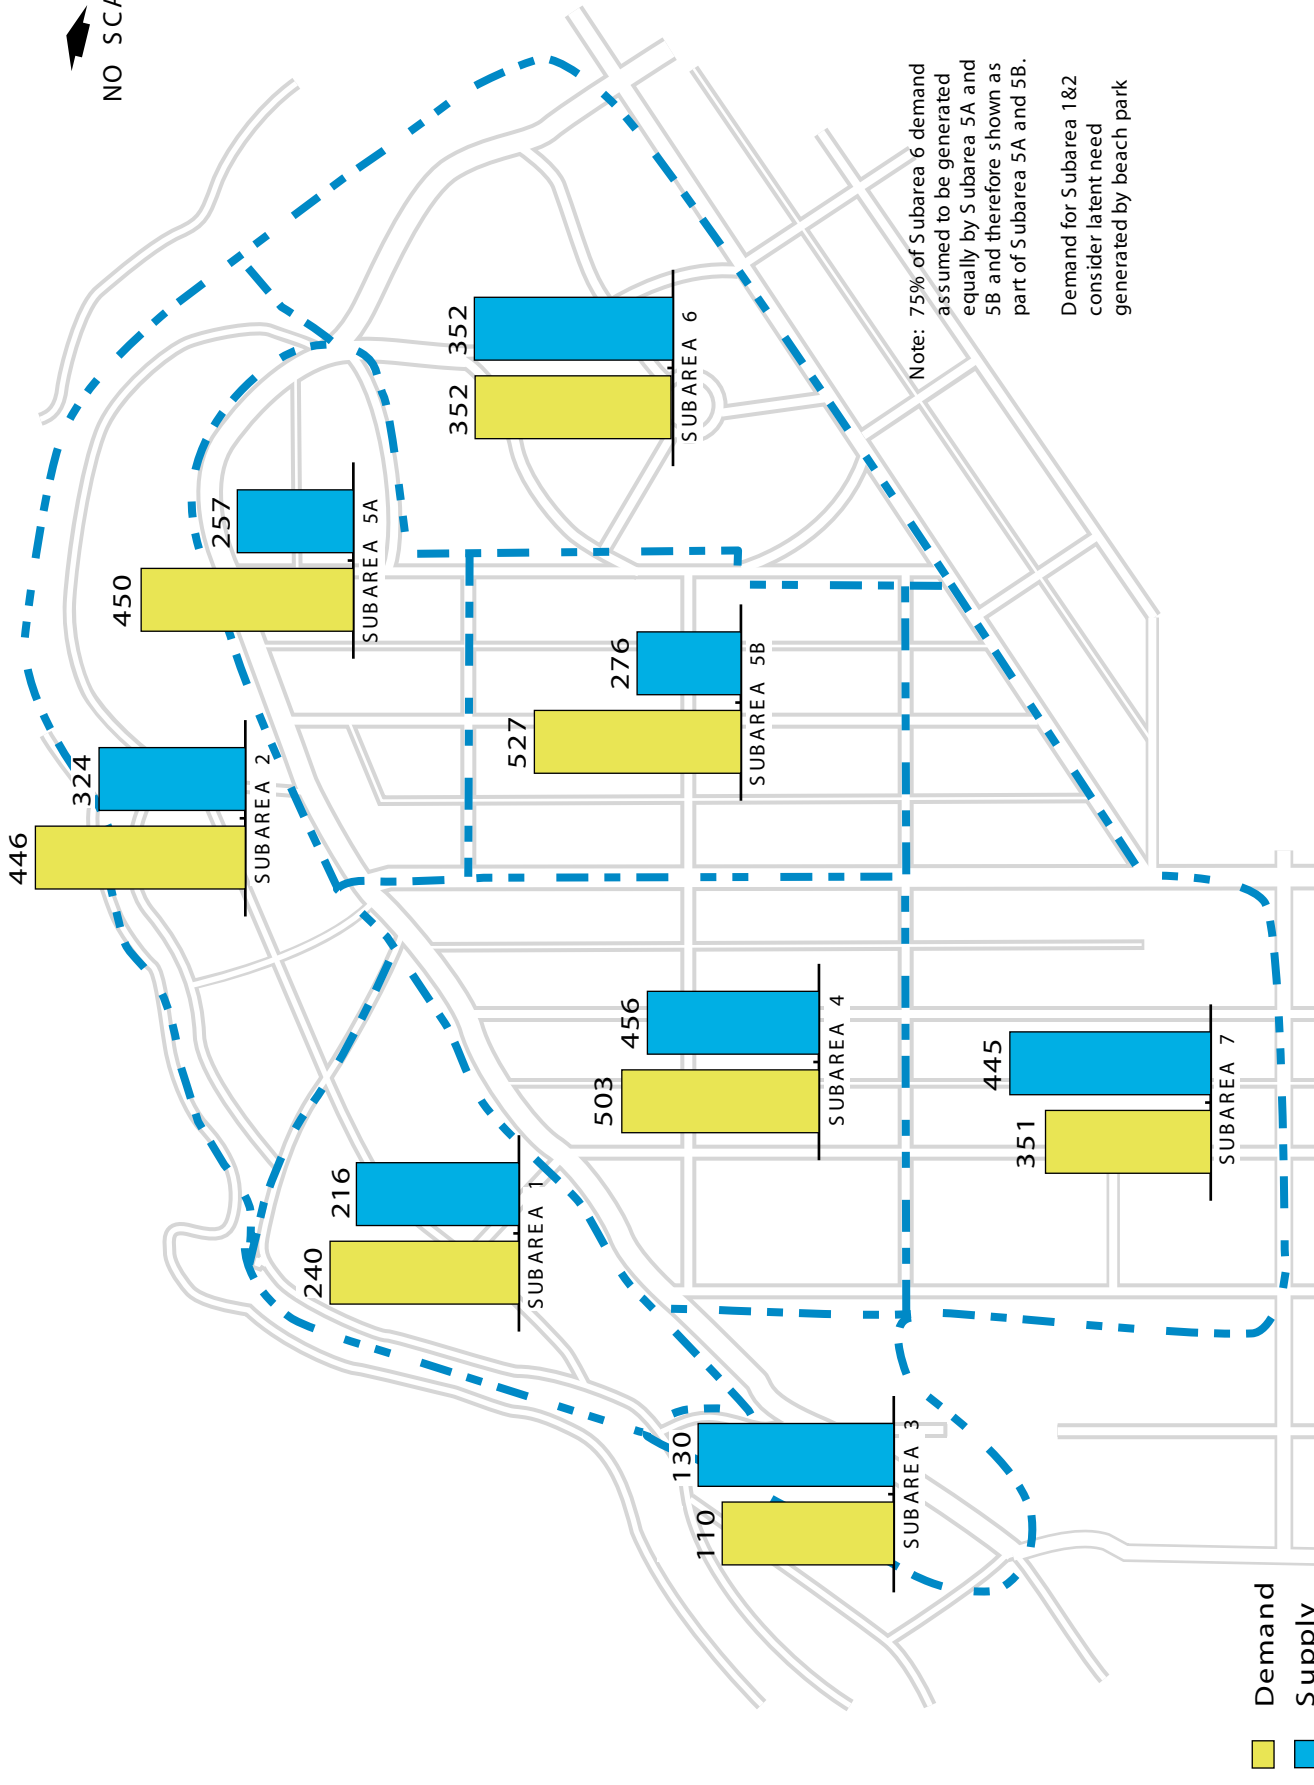 NO SCA
446
324
SUBAREA 2
450
257
SUBAREA 5A
240
216
SUBAREA 1
352
352
SUBAREA 6
527
276
SUBAREA 5B
503
456
SUBAREA 4
110
130
SUBAREA 3
351
445
SUBAREA 7
Note: 75% of Subarea 6 demand
assumed to be generated
equally by Subarea 5A and
5B and therefore shown as
part of Subarea 5A and 5B.
Demand for Subarea 1&2
consider latent need
generated by beach park
Demand
Supply